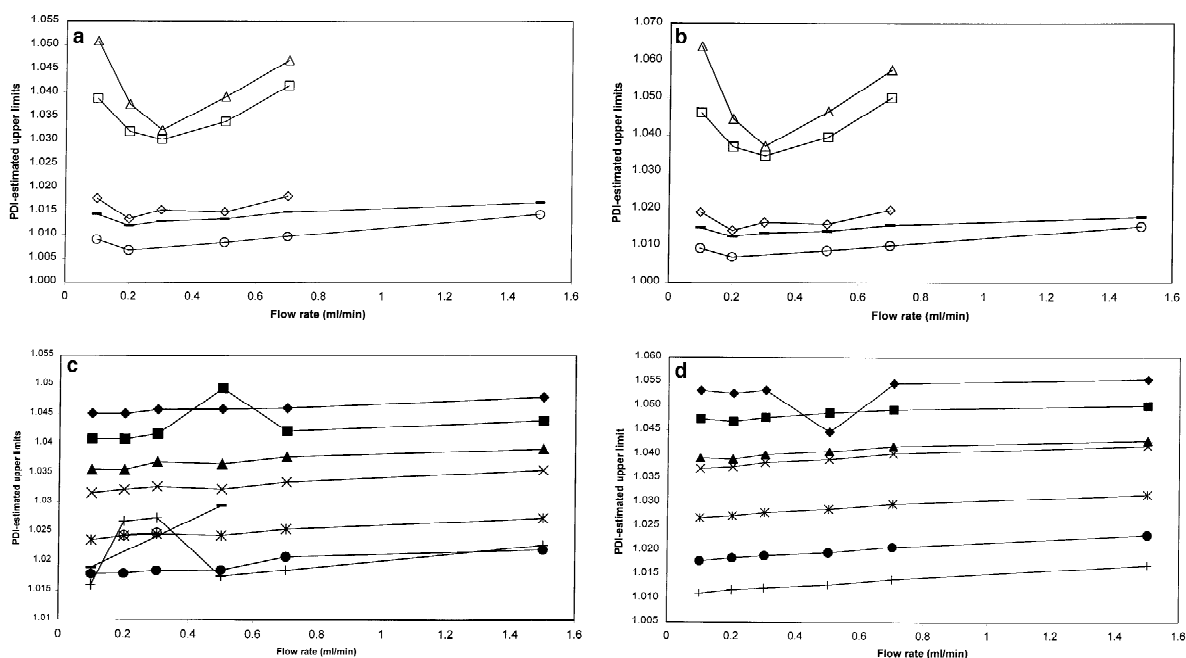 a
PDI-estimated upper limits
1.055
1.050
1.045
1.040
1.035
1.030
1.025
1.020
1.015
1.010
1.005
1.000
0 0.2 0.4 0.6 0.8 1 1.2 1.4 1.6
Flow rate (ml/min)
b
PDI-estimated upper limits
1.070
1.060
1.050
1.040
1.030
1.020
1.010
1.000
0 0.2 0.4 0.6 0.8 1 1.2 1.4 1.6
Flow rate (ml/min)
c
PDI-estimated upper limits
1.055
1.05
1.045
1.04
1.035
1.03
1.025
1.02
1.015
1.01
0 0.2 0.4 0.6 0.8 1 1.2 1.4 1.6
Flow rate (ml/min)
d
PDI-estimated upper limit
1.060
1.055
1.050
1.045
1.040
1.035
1.030
1.025
1.020
1.015
1.010
1.005
0 0.2 0.4 0.6 0.8 1 1.2 1.4 1.6
Flow rate (ml/min)